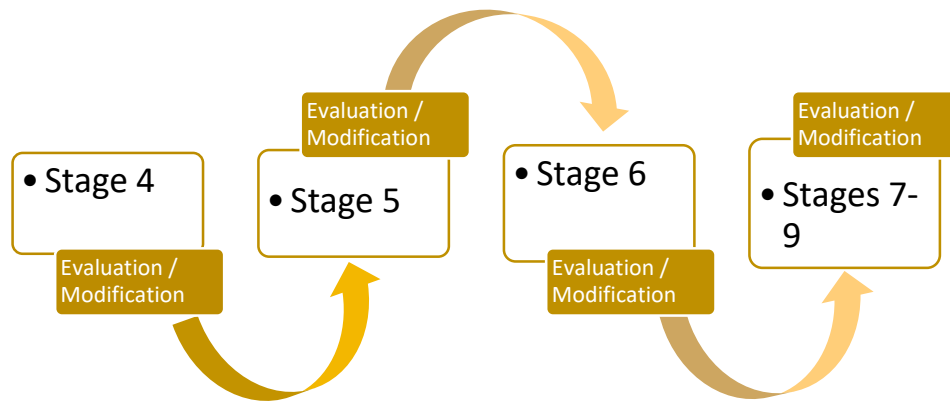 • Stage 4
Evaluation /
Modification
Evaluation /
Modification
• Stage 5
• Stage 6
Evaluation /
Modification
Evaluation /
Modification
• Stages 7-
9